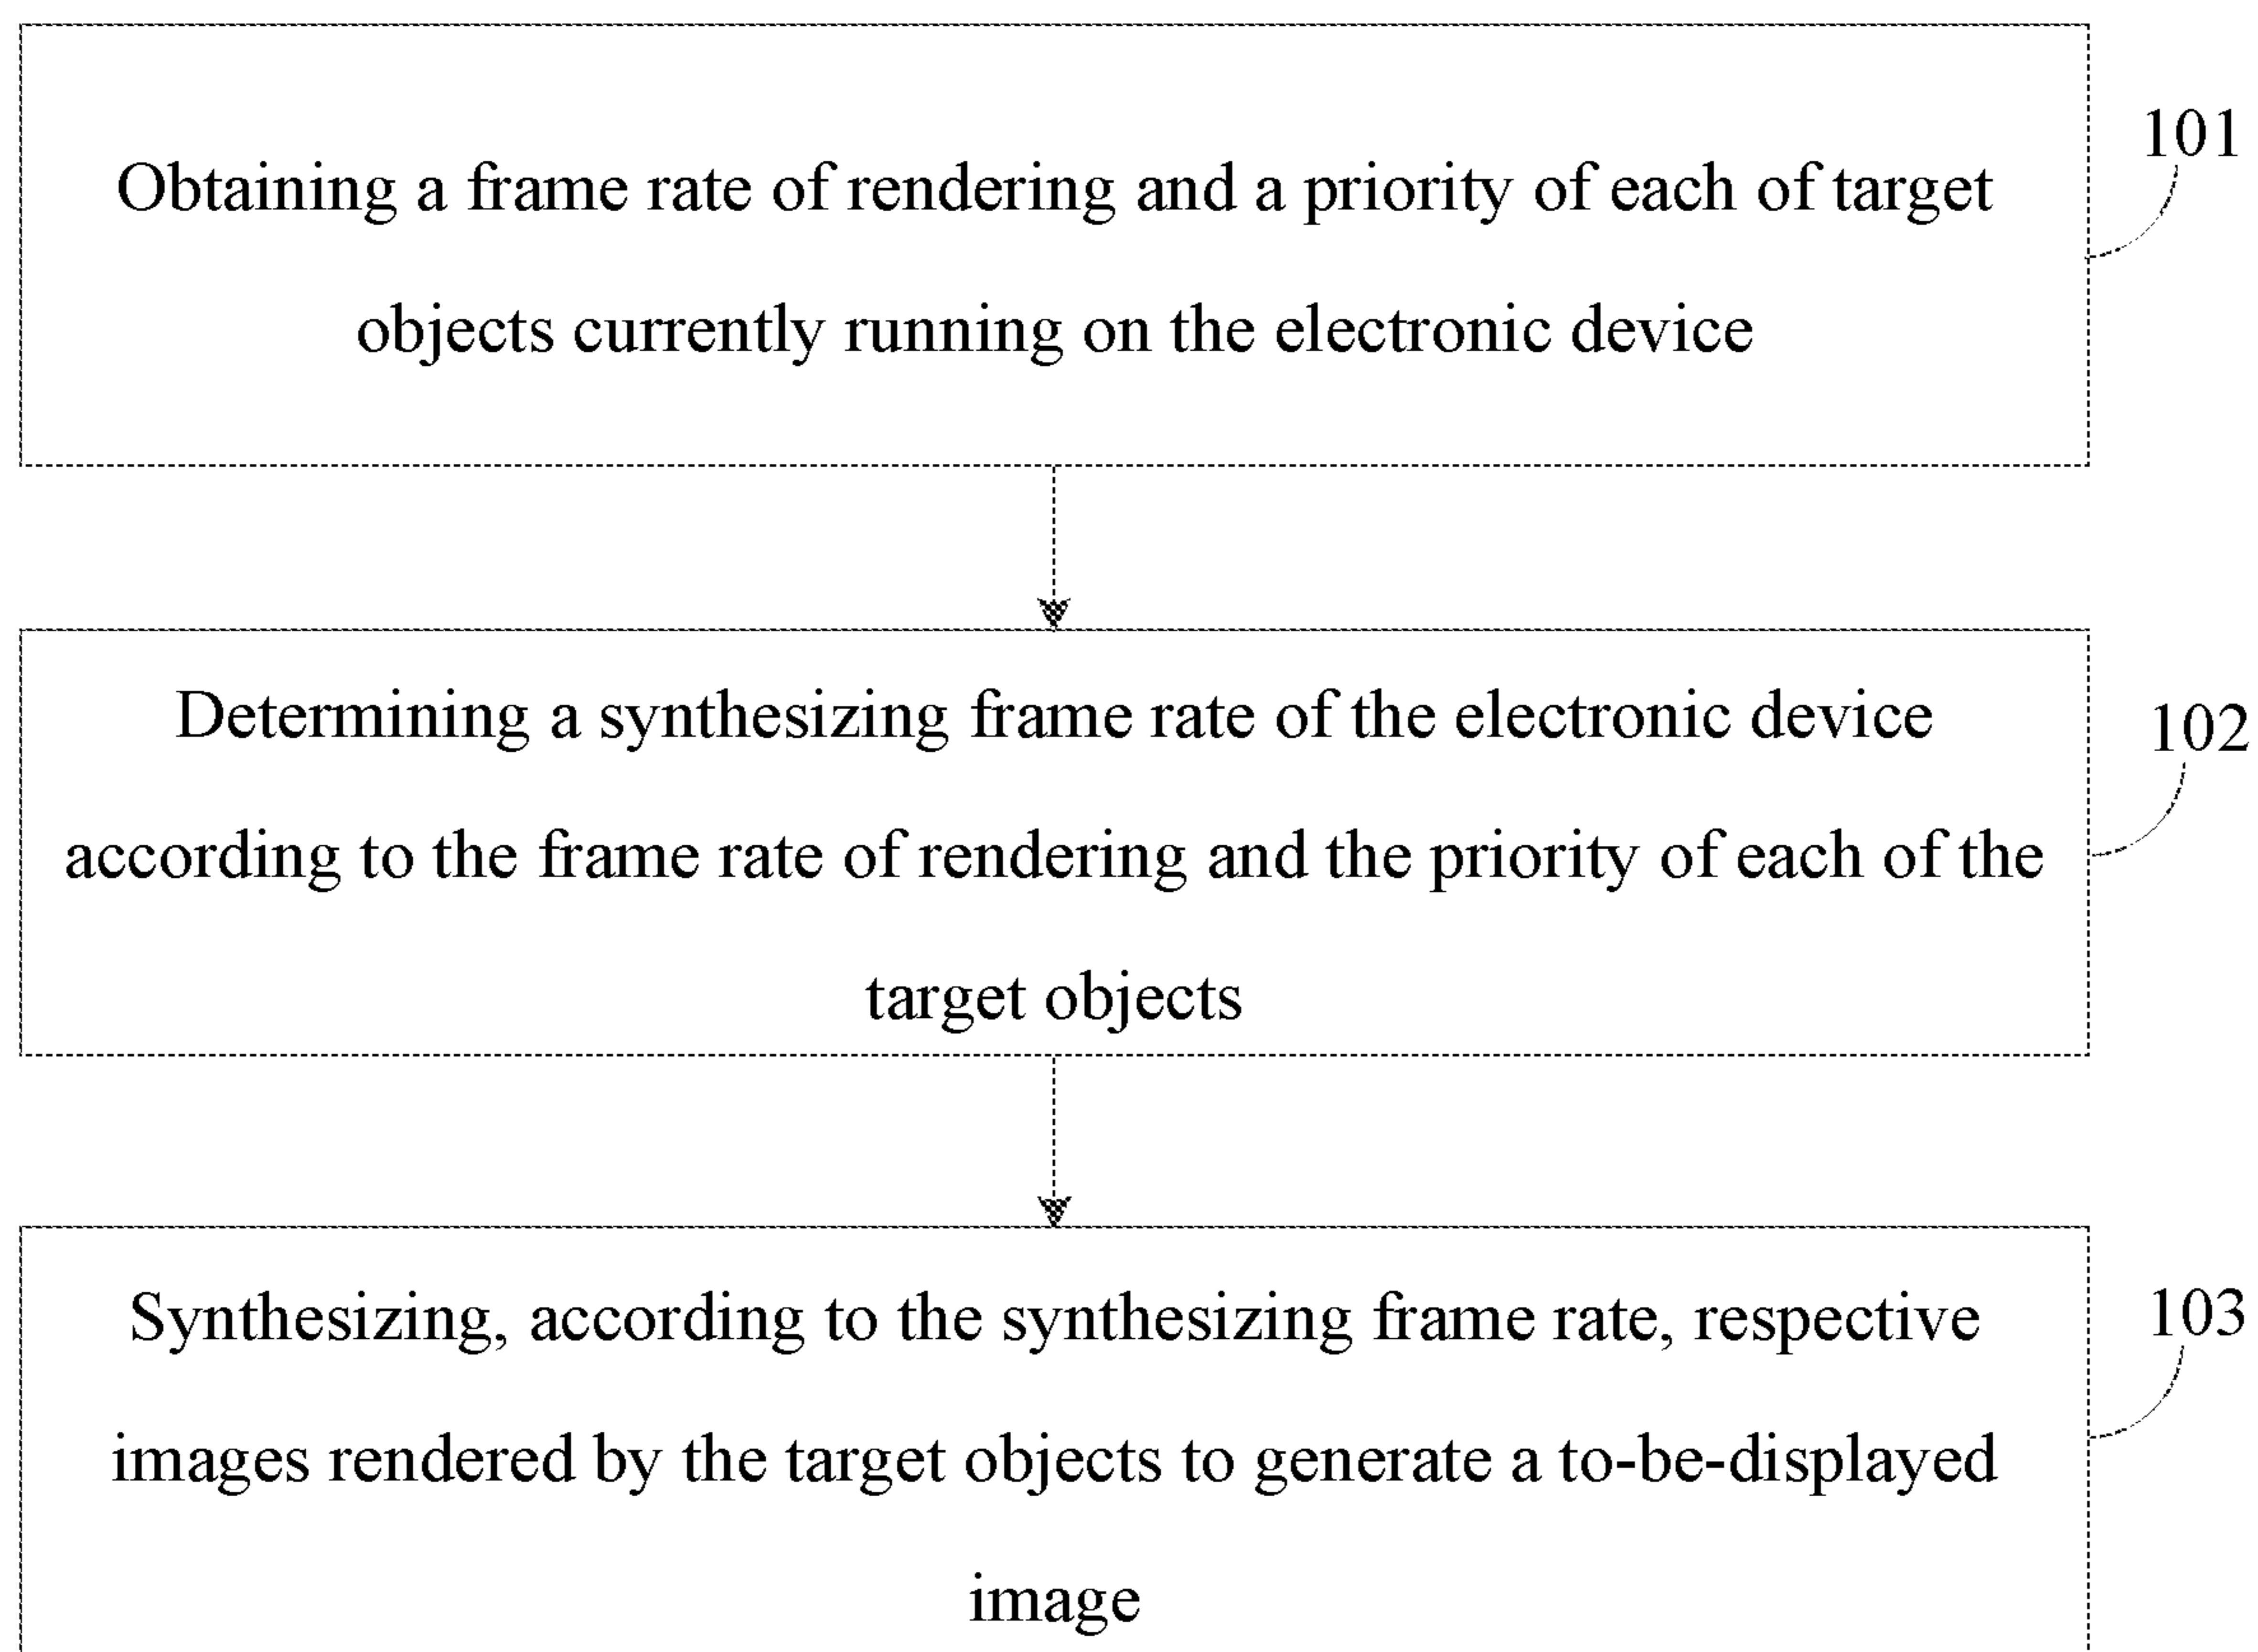 Obtaining a frame rate of rendering and a priority of each of target
objects currently running on the electronic device
101
Determining a synthesizing frame rate of the electronic device
according to the frame rate of rendering and the priority of each of the
target objects
102
Synthesizing, according to the synthesizing frame rate, respective
images rendered by the target objects to generate a to-be-displayed
image
103